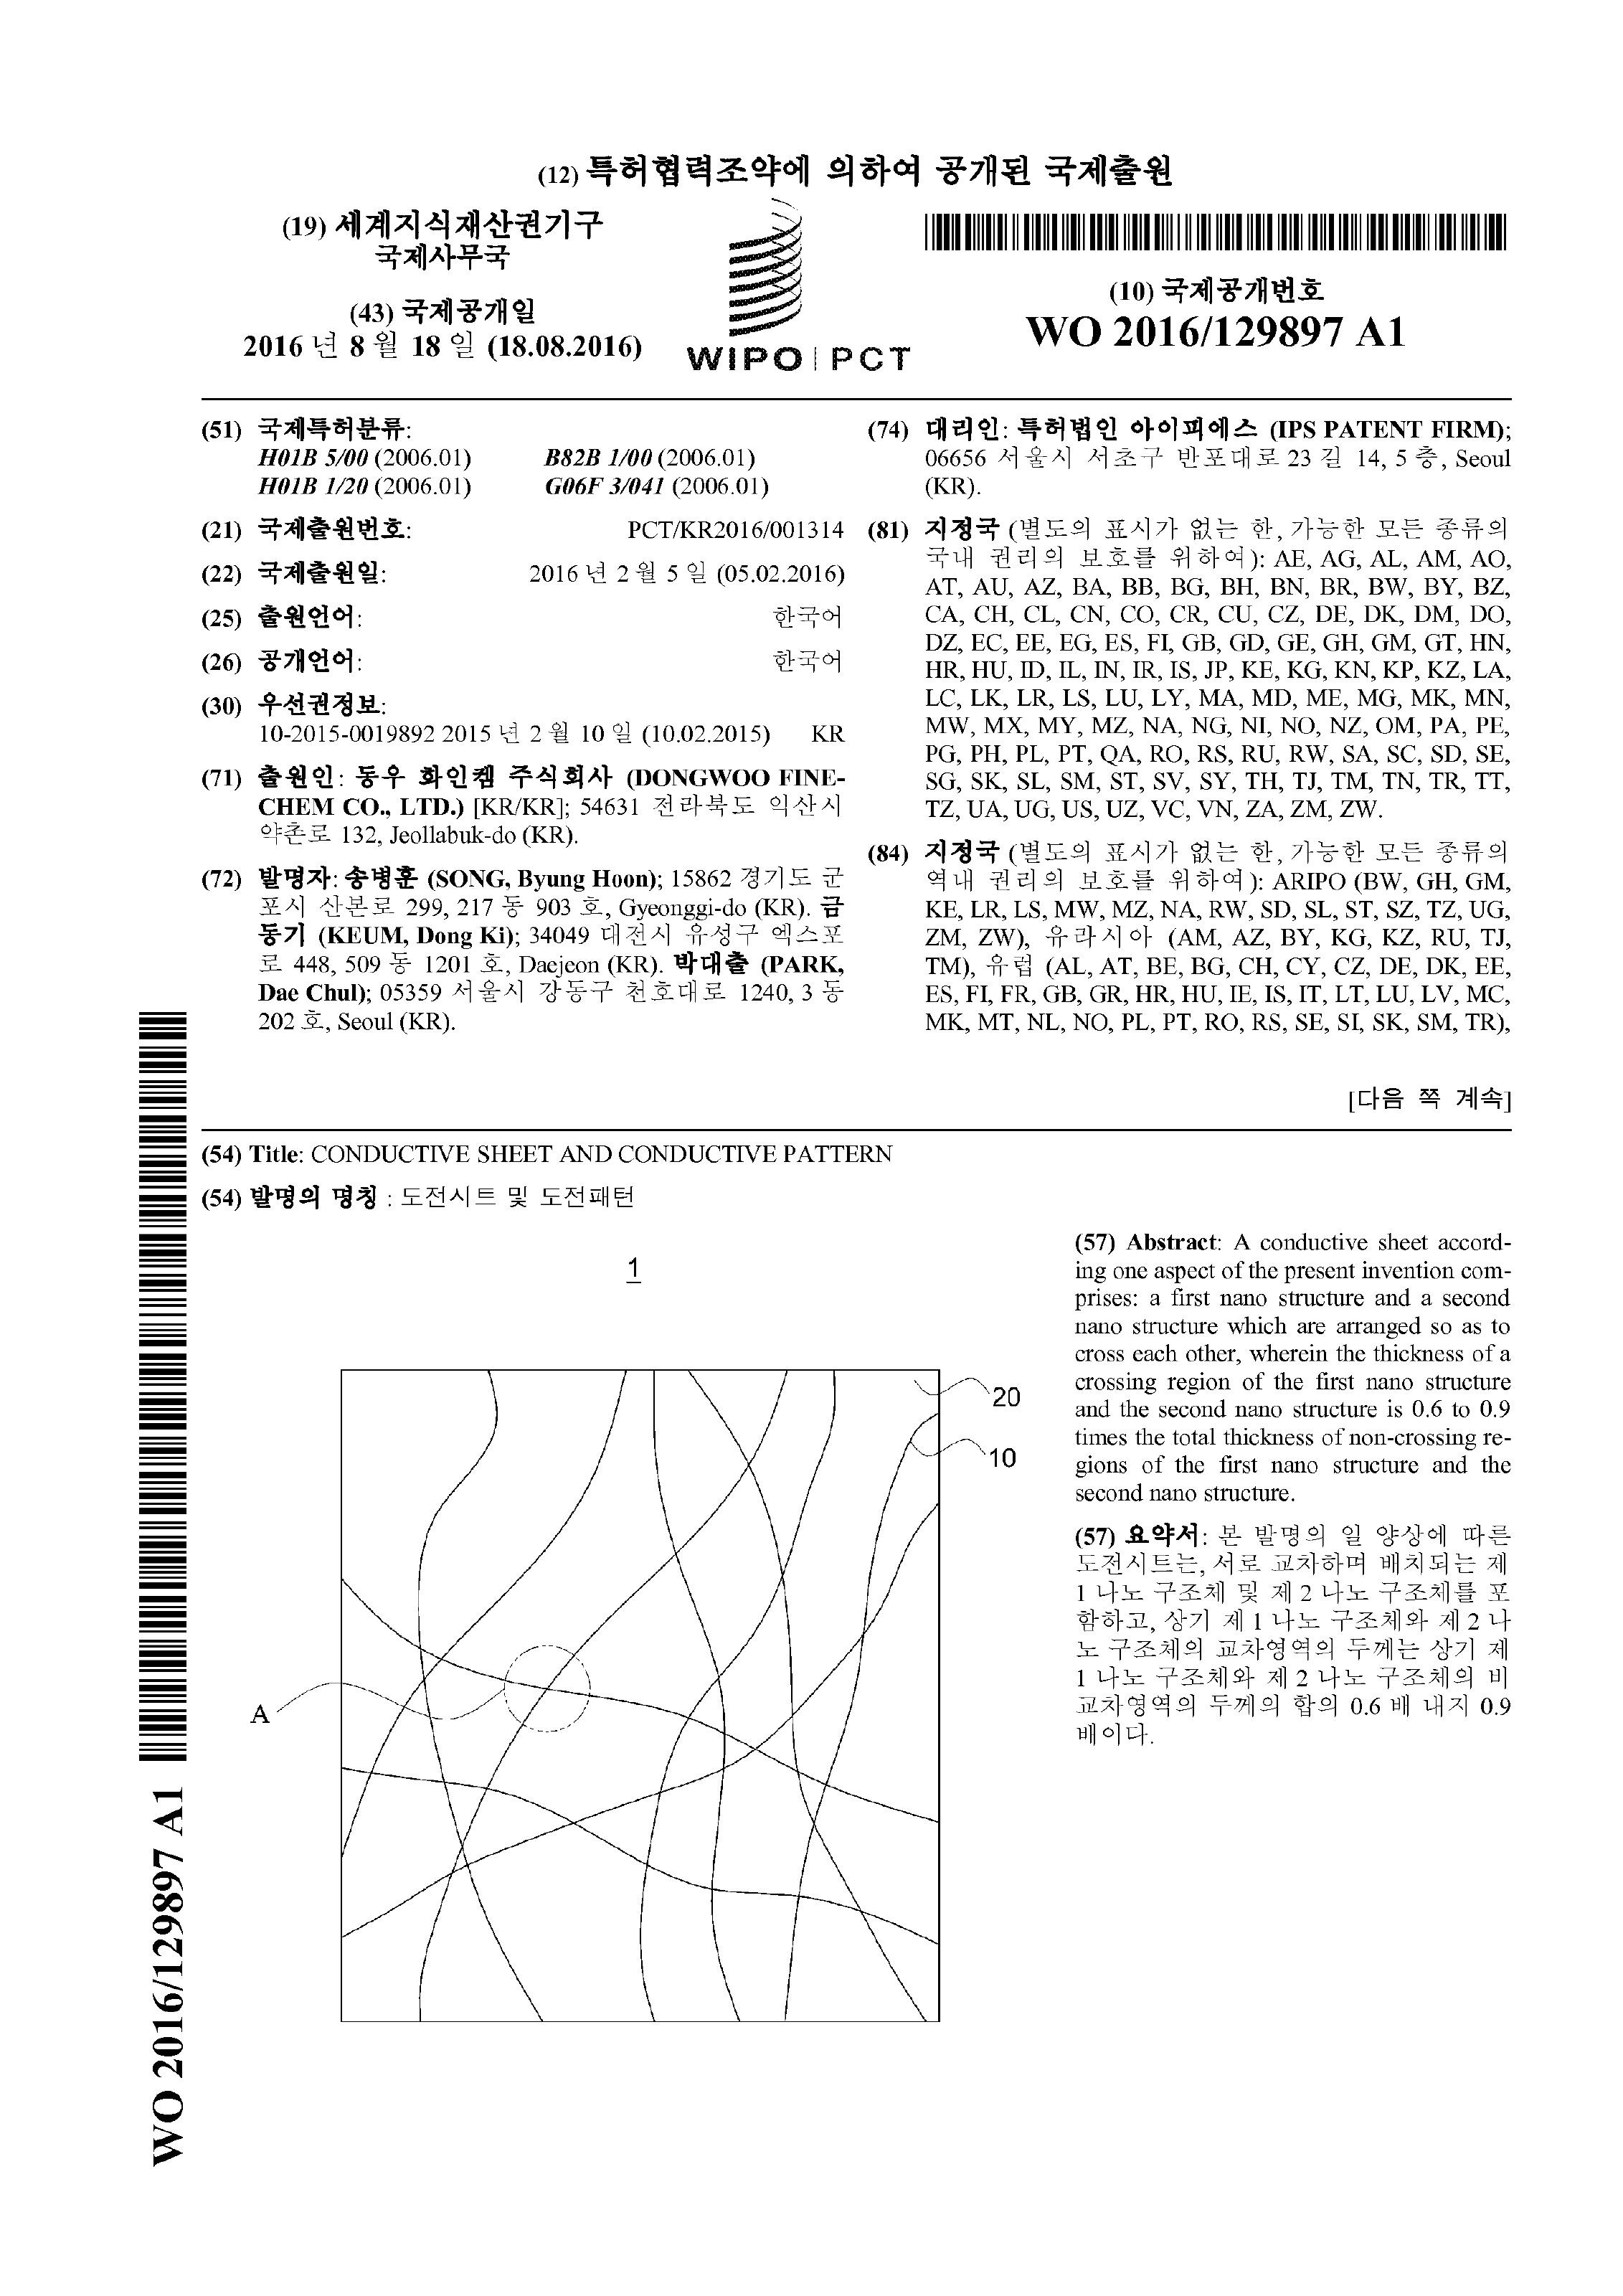 (12) 특허협력조약에 의하여 공개된 국제출원
(19) 세계지식재산권기구
국제사무국
(43) 국제공개일
2016 년 8 월 18 일 (18.08.2016)
WIPO | PCT
(10) 국제공개번호
WO 2016/129897 A1
(51) 국제특허분류:
H01B 5/00 (2006.01) B82B 1/00 (2006.01)
H01B 1/20 (2006.01) G06F 3/041 (2006.01)
(21) 국제출원번호: PCT/KR2016/001314
(22) 국제출원일: 2016 년 2 월 5 일 (05.02.2016)
(25) 출원언어: 한국어
(26) 공개언어: 한국어
(30) 우선권정보:
10-2015-0019892 2015 년 2 월 10 일 (10.02.2015) KR
(71) 출원인: 동우 화인켐 주식회사 (DONGWOO FINE-
CHEM CO., LTD.) [KR/KR]; 54631 전라북도 익산시
약촌로 132, Jeollabuk-do (KR).
(72) 발명자: 송병훈 (SONG, Byung Hoon); 15862 경기도 군
포시 산본로 299, 217 동 903 호, Gyeonggi-do (KR). 금
동기 (KEUM, Dong Ki); 34049 대전시 유성구 엑스포
로 448, 509 동 1201 호, Daejeon (KR). 박대출 (PARK,
Dae Chul); 05359 서울시 강동구 천호대로 1240, 3 동
202 호, Seoul (KR).
(74) 대리인: 특허법인 아이피에스 (IPS PATENT FIRM);
06656 서울시 서초구 반포대로 23 길 14, 5 층, Seoul
(KR).
(81) 지정국 (별도의 표시가 없는 한, 가능한 모든 종류의
국내 권리의 보호를 위하여): AE, AG, AL, AM, AO,
AT, AU, AZ, BA, BB, BG, BH, BN, BR, BW, BY, BZ,
CA, CH, CL, CN, CO, CR, CU, CZ, DE, DK, DM, DO,
DZ, EC, EE, EG, ES, FI, GB, GD, GE, GH, GM, GT, HN,
HR, HU, ID, IL, IN, IR, IS, JP, KE, KG, KN, KP, KZ, LA,
LC, LK, LR, LS, LU, LY, MA, MD, ME, MG, MK, MN,
MW, MX, MY, MZ, NA, NG, NI, NO, NZ, OM, PA, PE,
PG, PH, PL, PT, QA, RO, RS, RU, RW, SA, SC, SD, SE,
SG, SK, SL, SM, ST, SV, SY, TH, TJ, TM, TN, TR, TT,
TZ, UA, UG, US, UZ, VC, VN, ZA, ZM, ZW.
(84) 지정국 (별도의 표시가 없는 한, 가능한 모든 종류의
역내 권리의 보호를 위하여): ARIPO (BW, GH, GM,
KE, LR, LS, MW, MZ, NA, RW, SD, SL, ST, SZ, TZ, UG,
ZM, ZW), 유라시아 (AM, AZ, BY, KG, KZ, RU, TJ,
TM), 유럽 (AL, AT, BE, BG, CH, CY, CZ, DE, DK, EE,
ES, FI, FR, GB, GR, HR, HU, IE, IS, IT, LT, LU, LV, MC,
MK, MT, NL, NO, PL, PT, RO, RS, SE, SI, SK, SM, TR),
[다음 쪽 계속]
(54) Title: CONDUCTIVE SHEET AND CONDUCTIVE PATTERN
(54) 발명의 명칭 : 도전시트 및 도전패턴
1
20
10
A
(57) Abstract: A conductive sheet accord-
ing one aspect of the present invention com-
prises: a first nano structure and a second
nano structure which are arranged so as to
cross each other, wherein the thickness of a
crossing region of the first nano structure
and the second nano structure is 0.6 to 0.9
times the total thickness of non-crossing re-
gions of the first nano structure and the
second nano structure.
(57) 요약서: 본 발명의 일 양상에 따른
도전시트는, 서로 교차하며 배치되는 제
1 나노 구조체 및 제 2 나노 구조체를 포
함하고, 상기 제 1 나노 구조체와 제 2 나
노 구조체의 교차영역의 두께는 상기 제
1 나노 구조체와 제 2 나노 구조체의 비
교차영역의 두께의 합의 0.6 배 내지 0.9
배이다.
WO 2016/129897 A1